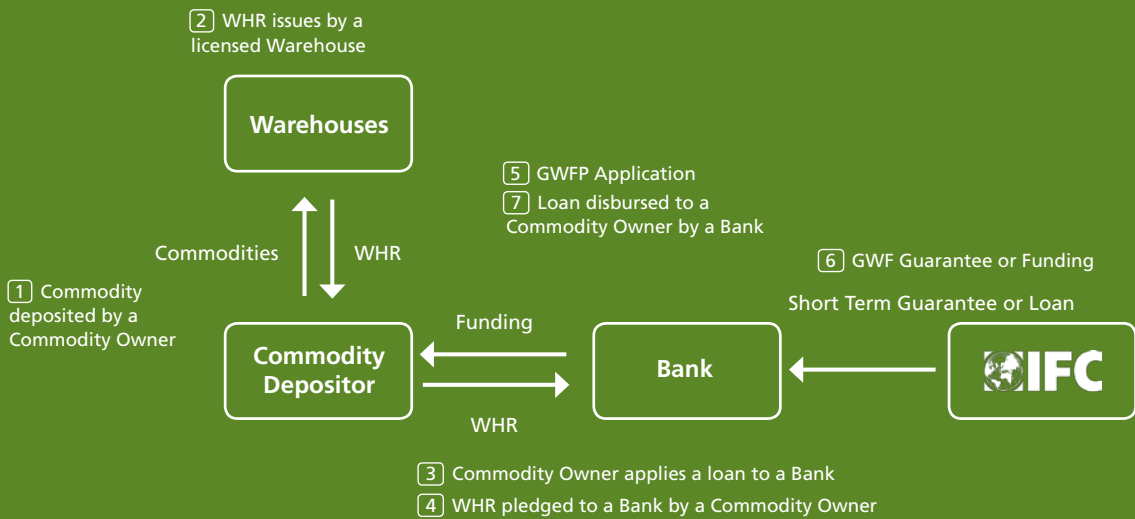 2 WHR issues by a
licensed Warehouse
Warehouses
5 GWFP Application
7 Loan disbursed to a
Commodity Owner by a Bank
Commodities
WHR
6 GWF Guarantee or Funding
1 Commodity
deposited by a
Commodity Owner
Short Term Guarantee or Loan
Funding
Commodity
Depositor
Bank
IFC
WHR
3 Commodity Owner applies a loan to a Bank
4 WHR pledged to a Bank by a Commodity Owner